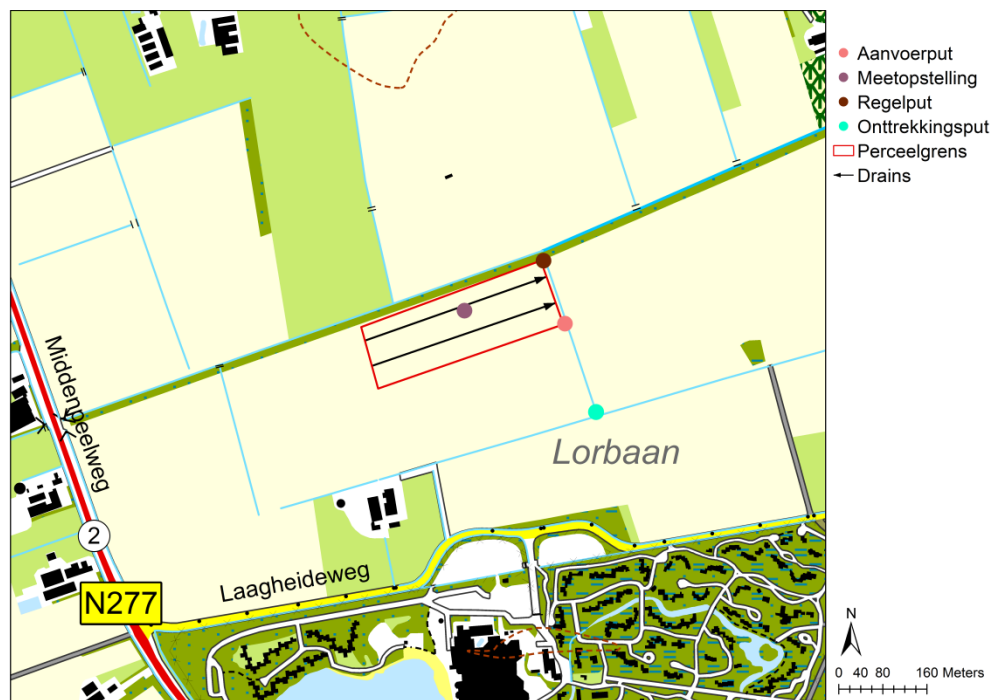 Aanvoerput
Meetopstelling
Regelput
Onttrekkingsput
Perceelgrens
Drains
Middenpeelweg
Lorbaan
2
Laagheideweg
N277
N
0 40 80 160 Meters